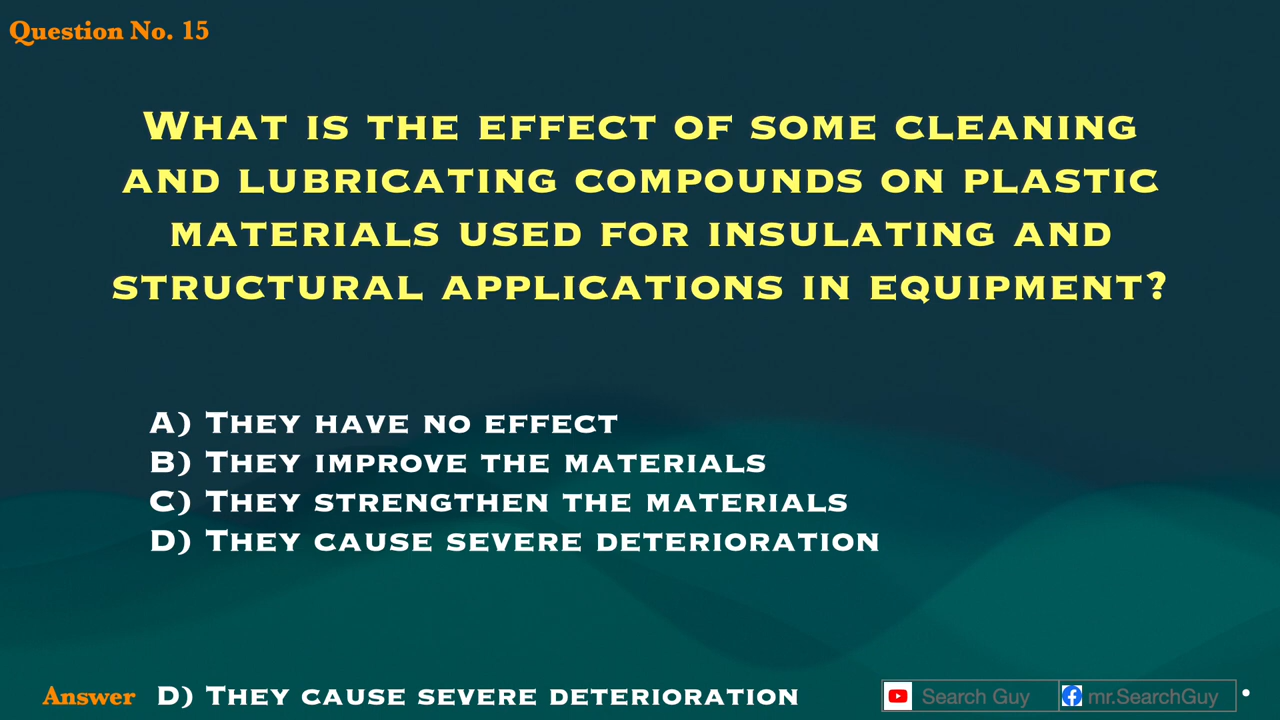 Question No. 15
What is the effect of some cleaning
and lubricating compounds on plastic
materials used for insulating and
structural applications in equipment?
A) They have no effect
B) They improve the materials
C) They strengthen the materials
D) They cause severe deterioration
Answer D) They cause severe deterioration
Search Guy mr.SearchGuy